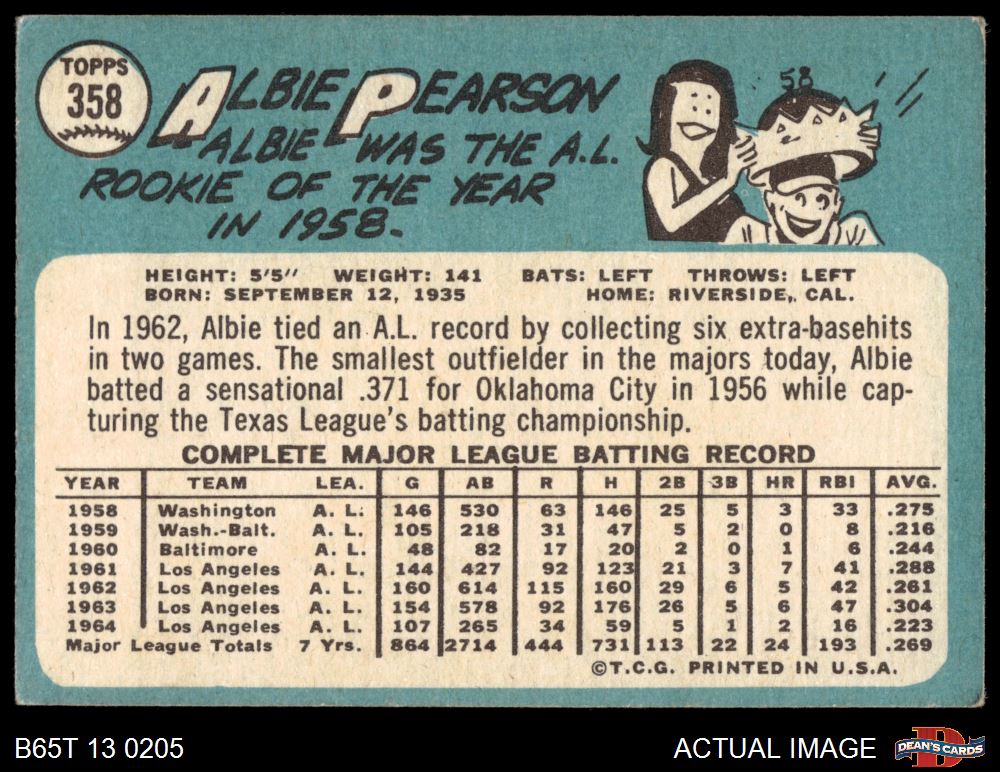 TOPPS
358
ALBIE PEARSON
ALBIE WAS THE A.L.
ROOKIE OF THE YEAR
IN 1958.
58
HEIGHT: 5'5" WEIGHT: 141 BATS: LEFT THROWS: LEFT
BORN: SEPTEMBER 12, 1935 HOME: RIVERSIDE, CAL.
In 1962, Albie tied an A.L. record by collecting six extra-basehits
in two games. The smallest outfielder in the majors today, Albie
batted a sensational .371 for Oklahoma City in 1956 while cap-
turing the Texas League's batting championship.
COMPLETE MAJOR LEAGUE BATTING RECORD
YEAR TEAM LEA. G AB R H 2B 3B HR RBI AVG.
1958 Washington A. L. 146 530 63 146 25 5 3 33 .275
1959 Wash.-Balt. A. L. 105 218 31 47 5 2 0 8 .216
1960 Baltimore A. L. 48 82 17 20 2 0 1 6 .244
1961 Los Angeles A. L. 144 427 92 123 21 3 7 41 .288
1962 Los Angeles A. L. 160 614 115 160 29 6 5 42 .261
1963 Los Angeles A. L. 154 578 92 176 26 5 6 47 .304
1964 Los Angeles A. L. 107 265 34 59 5 1 2 16 .223
Major League Totals 7 Yrs. 864 2714 444 731 113 22 24 193 .269
©T.C.G. PRINTED IN U.S.A.
B65T 13 0205 ACTUAL IMAGE
D
DEAN'S CARDS